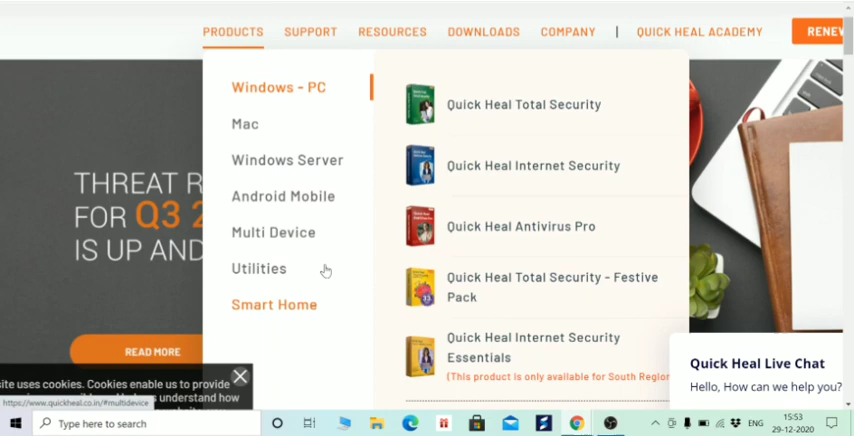 PRODUCTS SUPPORT RESOURCES DOWNLOADS COMPANY | QUICK HEAL ACADEMY RENEW
Windows - PC
Mac
Windows Server
Android Mobile
Multi Device
Utilities
Smart Home
Quick Heal Total Security
Quick Heal Internet Security
Quick Heal Antivirus Pro
Quick Heal Total Security - Festive
Pack
Quick Heal Internet Security
Essentials
(This product is only available for South Region
THREAT R
FOR Q3 2
IS UP AND
READ MORE
site uses cookies. Cookies enable us to provide
understand how
https://www.quickheal.co.in/#multidevice
Quick Heal Live Chat
Hello, How can we help you?
Type here to search
ENG
15:53
29-12-2020